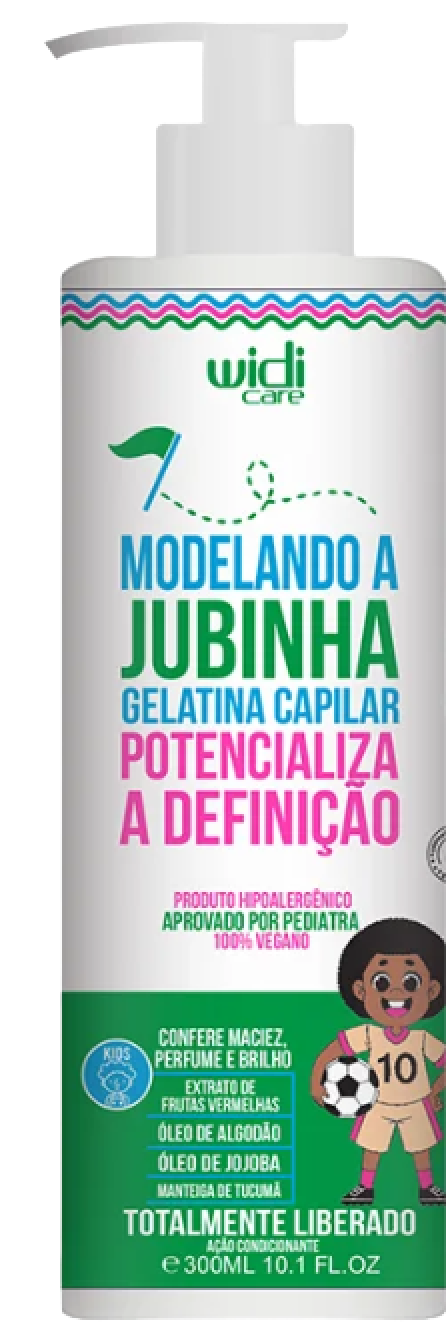 widi
care
MODELANDO A
JUBINHA
GELATINA CAPILAR
POTENCIALIZA
A DEFINIÇÃO
PRODUTO HIPOALERGÊNICO
APROVADO POR PEDIATRA
100% VEGANO
KIDS
CONFERE MACIEZ,
PERFUME E BRILHO
EXTRATO DE
FRUTAS VERMELHAS
ÓLEO DE ALGODÃO
ÓLEO DE JOJOBA
MANTEIGA DE TUCUMÃ
10
TOTALMENTE LIBERADO
AÇÃO CONDICIONANTE
℮300ML 10.1 FL.OZ